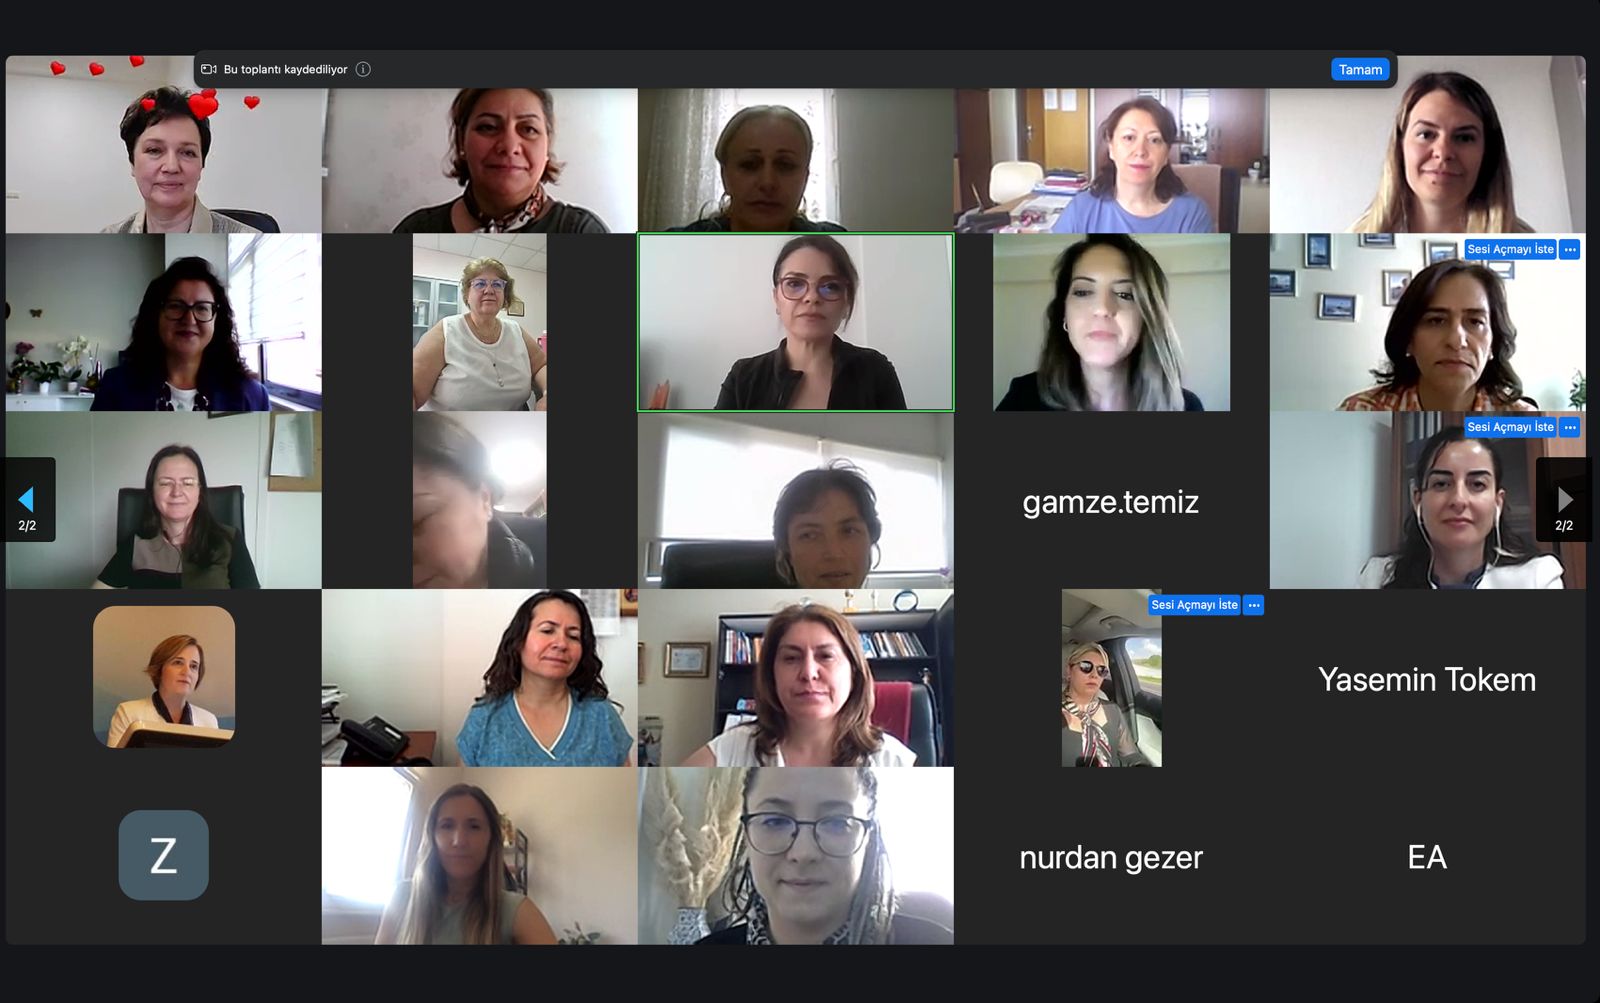 Bu toplantı kaydediliyor
Tamam
Sesi Açmayı İste
Sesi Açmayı İste
2/2
gamze.temiz
2/2
Sesi Açmayı İste
Yasemin Tokem
Z
nurdan gezer
EA